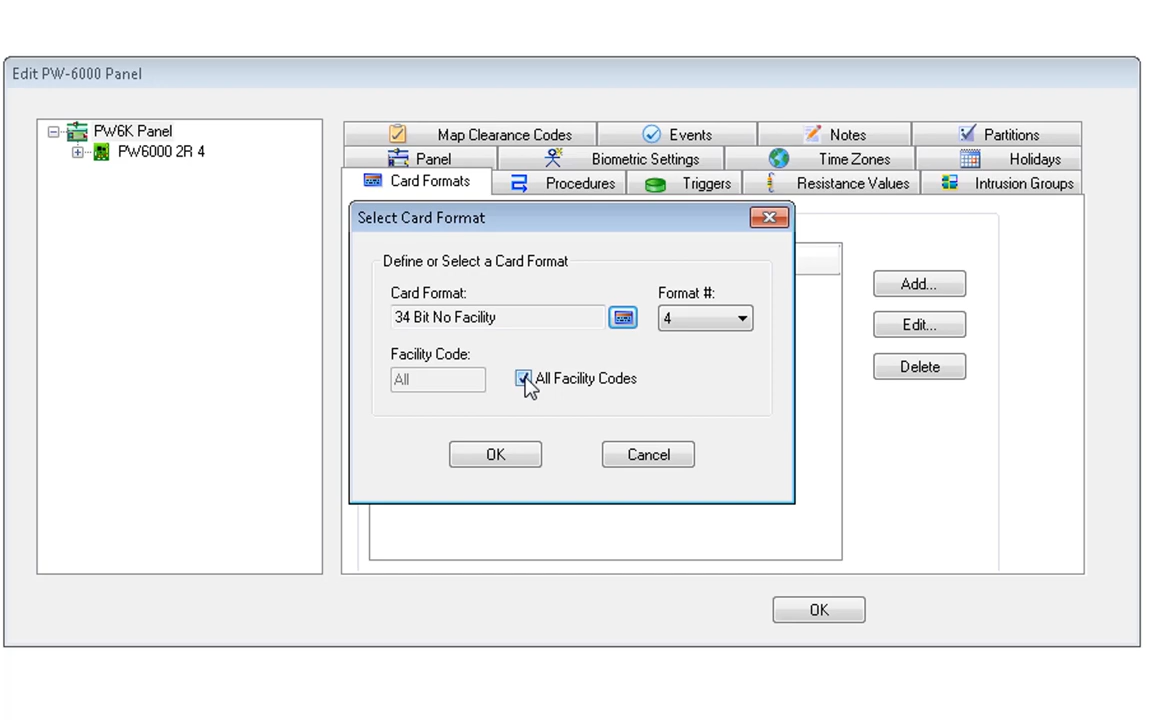 Edit PW-6000 Panel
PW6K Panel
PW6000 2R 4
Map Clearance Codes Events Notes Partitions
Panel Biometric Settings Time Zones Holidays
Card Formats Procedures Triggers Resistance Values Intrusion Groups
Select Card Format
Define or Select a Card Format
Card Format: Format #:
34 Bit No Facility 4
Facility Code:
All All Facility Codes
OK Cancel
Add...
Edit...
Delete
OK